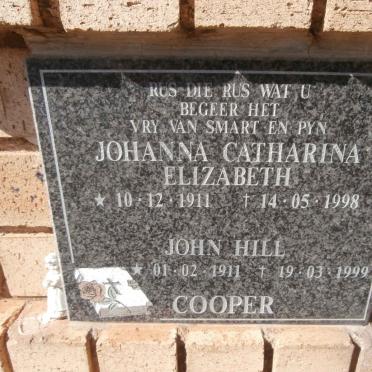 RUS DIE RUS WAT U
BEGEER HET
VRY VAN SMART EN PYN
JOHANNA CATHARINA
ELIZABETH
★ 10·12·1911 † 14·05·1998
JOHN HILL
★ 01·02·1911 † 19·03·1999
COOPER